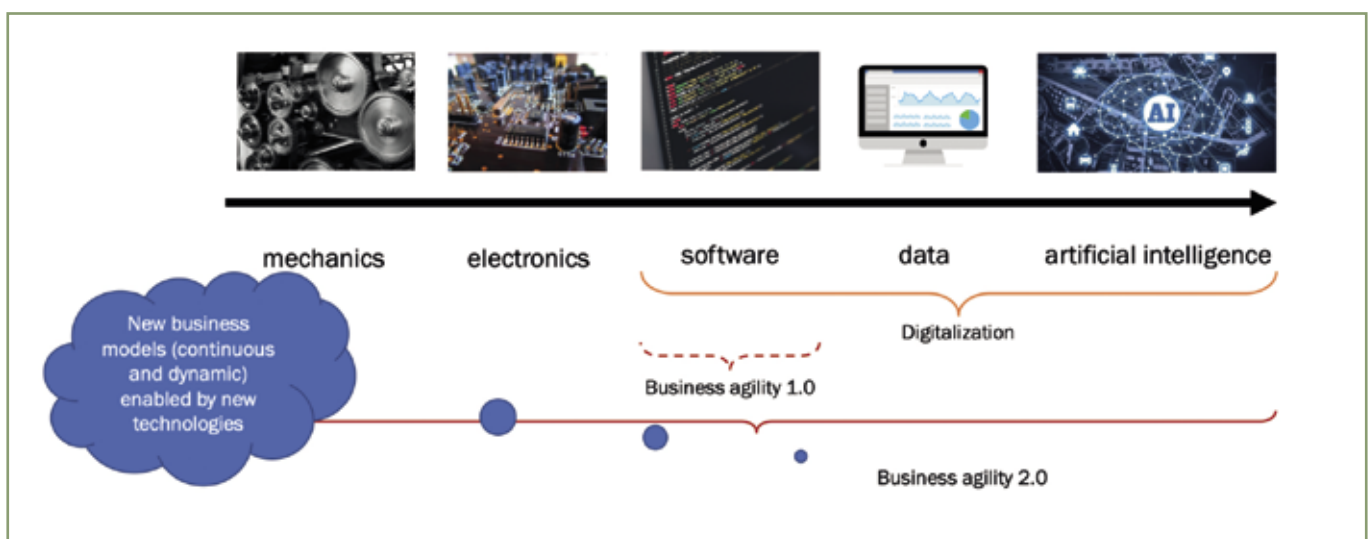 AI
mechanics
electronics
software
data
artificial intelligence
New business
models (continuous
and dynamic)
enabled by new
technologies
Digitalization
Business agility 1.0
Business agility 2.0